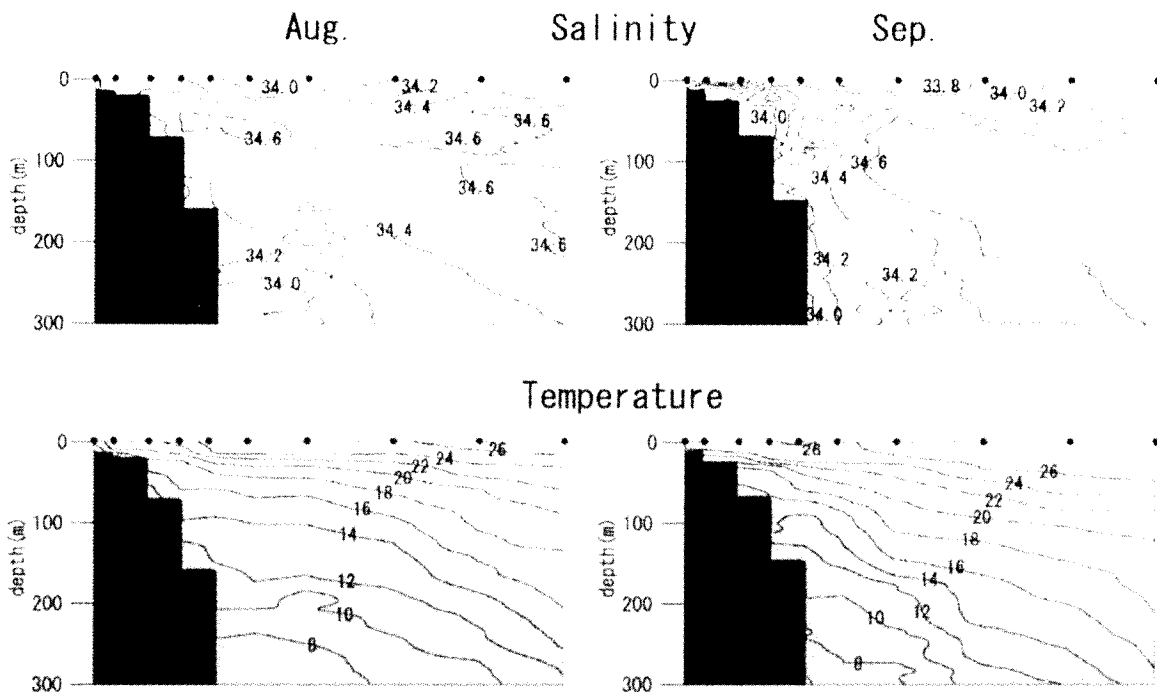 Aug. Salinity Sep.
0 34.0 34.2 0 33.8 34.0
34.4 34.2
34.6 34.6 34.6 34.0
100 34.6 100 34.6
34.4
depth(m) depth(m)
200 34.4 34.6 200
34.2 34.2 34.2
34.0
300 300 34.0
Temperature
0 26 0 26
24 26
22 24
20 22
18 20
100 16 100 18
14 16
depth(m) depth(m)
12 14
200 10 200 10 12
8 8
300 300